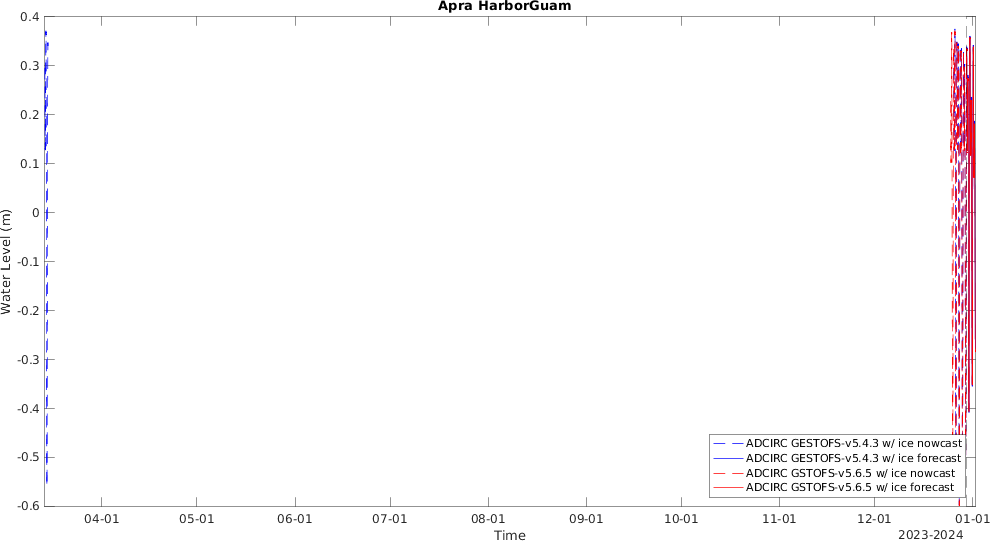 Apra HarborGuam
0.4
0.3
0.2
0.1
0
-0.1
-0.2
-0.3
-0.4
-0.5
-0.6
Water Level (m)
ADCIRC GESTOFS-v5.4.3 w/ ice nowcast
ADCIRC GESTOFS-v5.4.3 w/ ice forecast
ADCIRC GSTOFS-v5.6.5 w/ ice nowcast
ADCIRC GSTOFS-v5.6.5 w/ ice forecast
04-01 05-01 06-01 07-01 08-01 09-01 10-01 11-01 12-01 01-01
Time
2023-2024